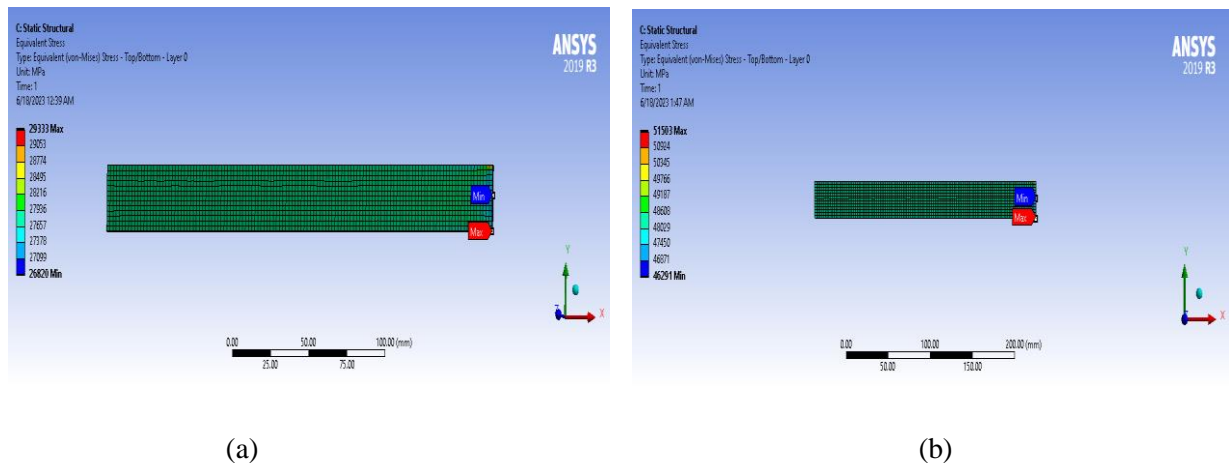 C: Static Structural
Equivalent Stress
Type: Equivalent (von-Mises) Stress - Top/Bottom - Layer 0
Unit: MPa
Time: 1
6/18/2023 12:39 AM
ANSYS
2019 R3
29333 Max
29053
28774
28495
28216
27936
27657
27378
27099
26820 Min
Min
Max
Y
Z
X
0.00
50.00
100.00 (mm)
25.00
75.00
(a)
C: Static Structural
Equivalent Stress
Type: Equivalent (von-Mises) Stress - Top/Bottom - Layer 0
Unit: MPa
Time: 1
6/18/2023 1:47 AM
ANSYS
2019 R3
51503 Max
50924
50345
49766
49187
48608
48029
47450
46871
46291 Min
Min
Max
Y
Z
X
0.00
100.00
200.00 (mm)
50.00
150.00
(b)